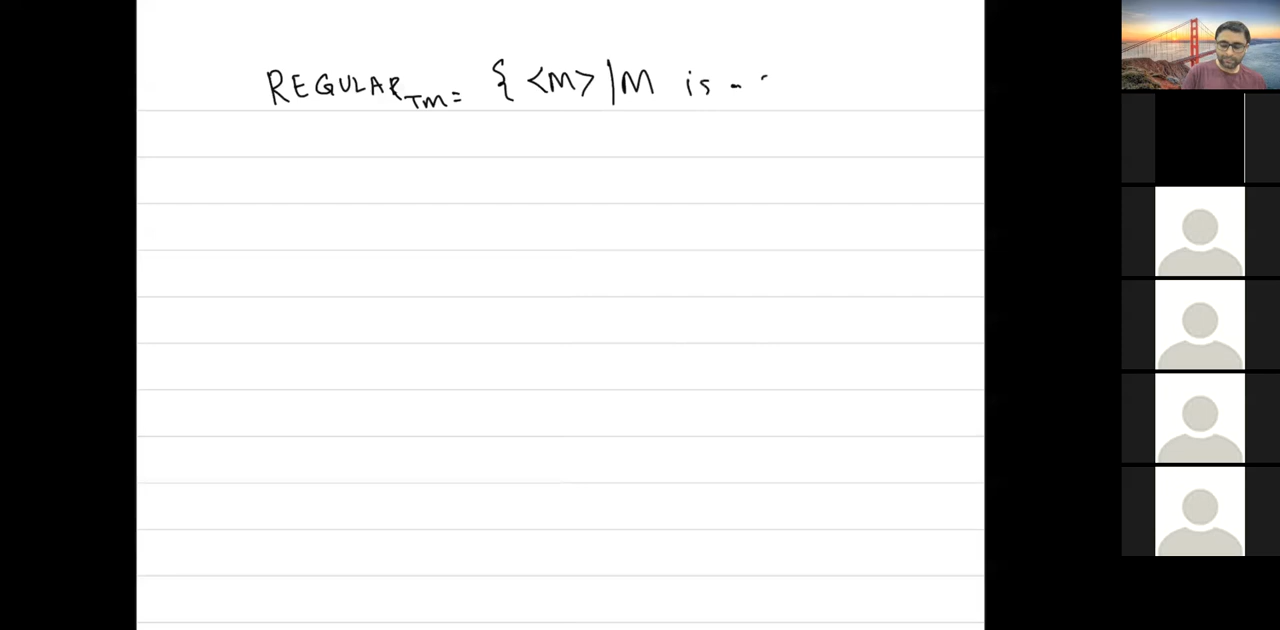 REGULAR_TM = { <M> | M is